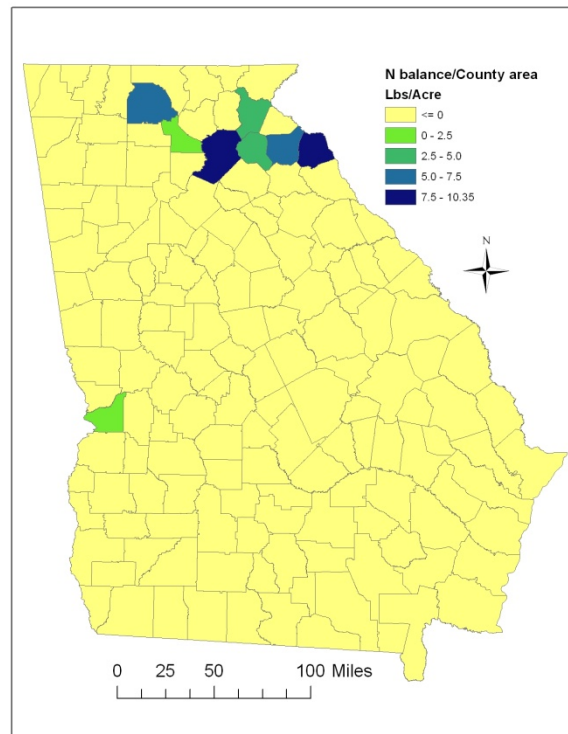 N balance/County area
Lbs/Acre
<= 0
0 - 2.5
2.5 - 5.0
5.0 - 7.5
7.5 - 10.35
N
0 25 50 100 Miles